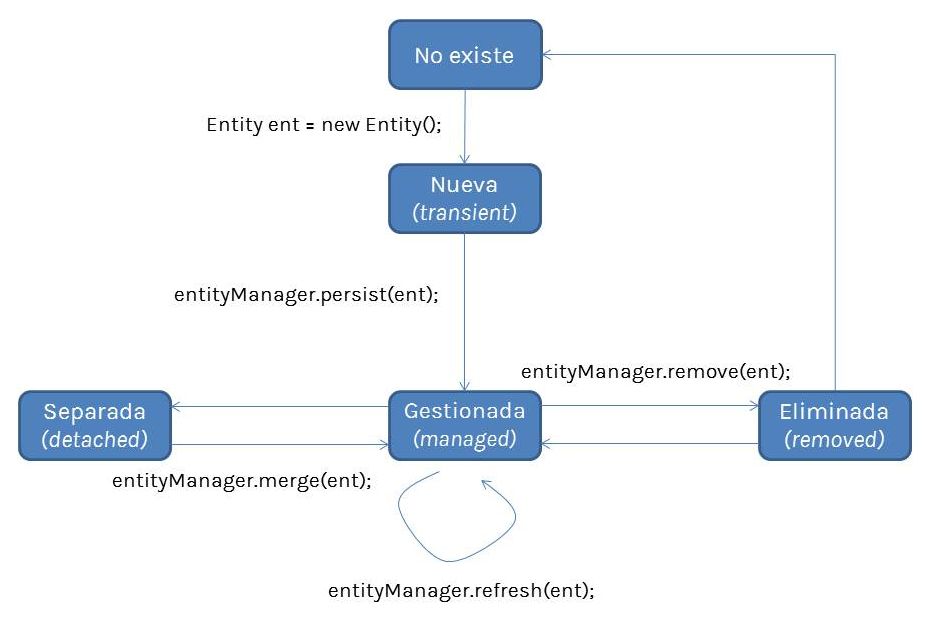 No existe
Entity ent = new Entity();
Nueva
(transient)
entityManager.persist(ent);
entityManager.remove(ent);
Separada
(detached)
Gestionada
(managed)
Eliminada
(removed)
entityManager.merge(ent);
entityManager.refresh(ent);